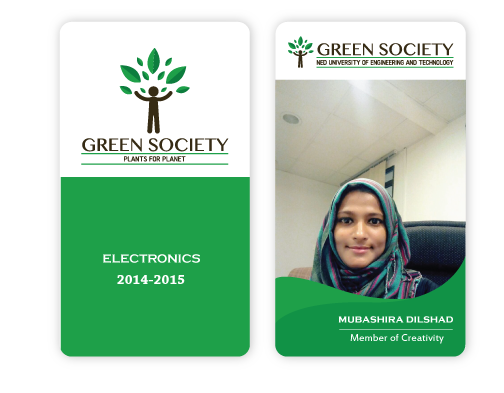 GREEN SOCIETY
PLANTS FOR PLANET
ELECTRONICS
2014-2015
GREEN SOCIETY
NED UNIVERSITY OF ENGINEERING AND TECHNOLOGY
MUBASHIRA DILSHAD
Member of Creativity